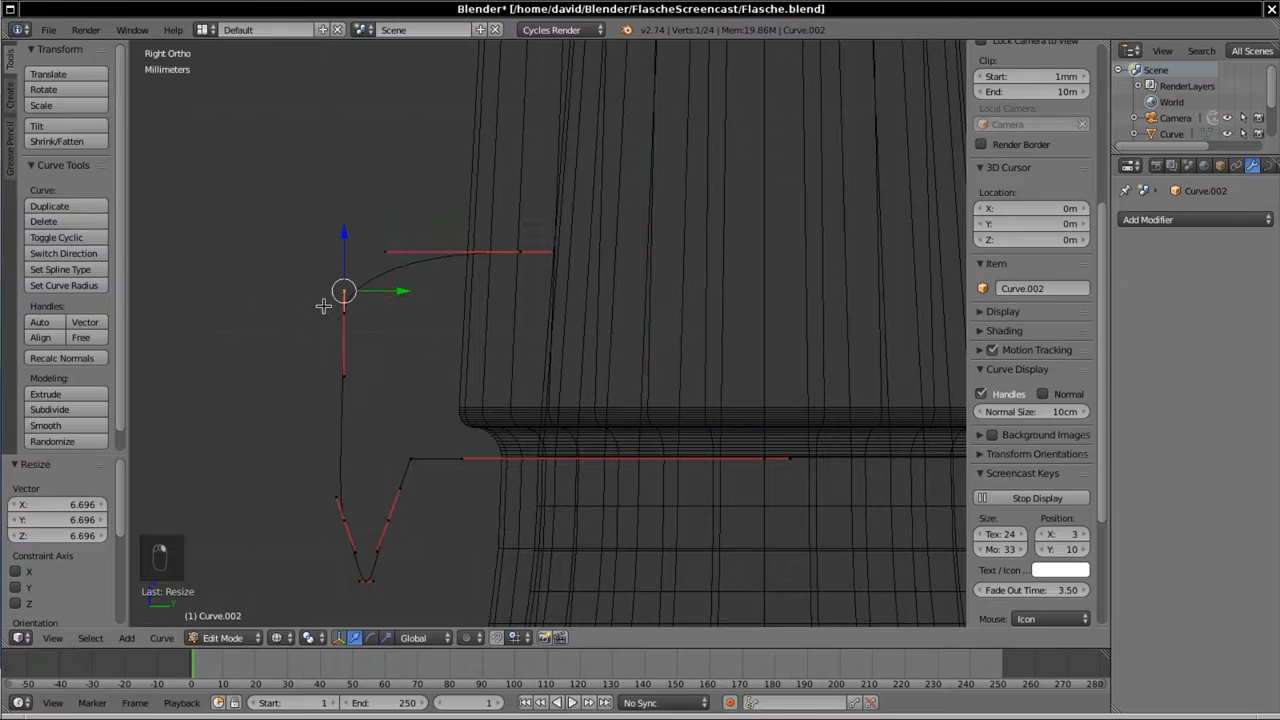 Blender* [/home/david/Blender/FlascheScreencast/Flasche.blend]
File Render Window Help Default Scene Cycles Render v2.74 | Verts:1/24 | Mem:19.86M | Curve.002
Tools
Create
Grease Pencil
Transform
Translate
Rotate
Scale
Tilt
Shrink/Fatten
Curve Tools
Curve:
Duplicate
Delete
Toggle Cyclic
Switch Direction
Set Spline Type
Set Curve Radius
Handles:
Auto Vector
Align Free
Recalc Normals
Modeling:
Extrude
Subdivide
Smooth
Randomize
Resize
Vector
X: 6.696
Y: 6.696
Z: 6.696
Constraint Axis
X
Y
Z
Orientation
Right Ortho
Millimeters
Last: Resize
(1) Curve.002
Lock Camera to View
Clip:
Start: 1mm
End: 10m
Local Camera:
Camera
Render Border
3D Cursor
Location:
X: 0m
Y: 0m
Z: 0m
Item
Curve.002
Display
Shading
Motion Tracking
Curve Display
Handles Normal
Normal Size: 10cm
Background Images
Transform Orientations
Screencast Keys
Stop Display
Size: Position:
Tex: 24 X: 3
Mo: 33 Y: 10
Text / Icon ...
Fade Out Time: 3.50
Mouse: Icon
View Search All Scenes
Scene
RenderLayers
World
Camera
Curve
Curve.002
Add Modifier
View Select Add Curve Edit Mode Global
-50 -40 -30 -20 -10 0 10 20 30 40 50 60 70 80 90 100 110 120 130 140 150 160 170 180 190 200 210 220 230 240 250 260 270 280
View Marker Frame Playback Start: 1 End: 250 1 No Sync